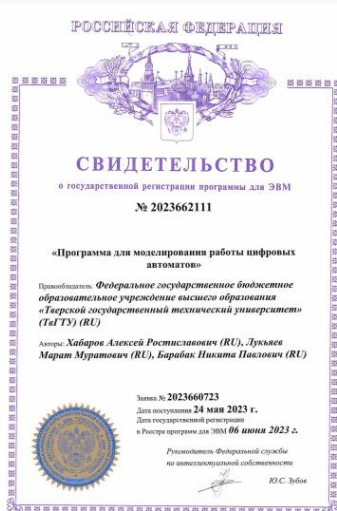 РОССИЙСКАЯ ФЕДЕРАЦИЯ
СВИДЕТЕЛЬСТВО
о государственной регистрации программы для ЭВМ
№ 2023662111
«Программа для моделирования работы цифровых
автоматов»
Правообладатель: Федеральное государственное бюджетное
образовательное учреждение высшего образования
«Тверской государственный технический университет»
(ТвГТУ) (RU)
Авторы: Хабаров Алексей Ростиславович (RU), Лукьяев
Марат Муратович (RU), Барабак Никита Павлович (RU)
Заявка № 2023660723
Дата поступления 24 мая 2023 г.
Дата государственной регистрации
в Реестре программ для ЭВМ 06 июня 2023 г.
Руководитель Федеральной службы
по интеллектуальной собственности
Ю.С. Зубов